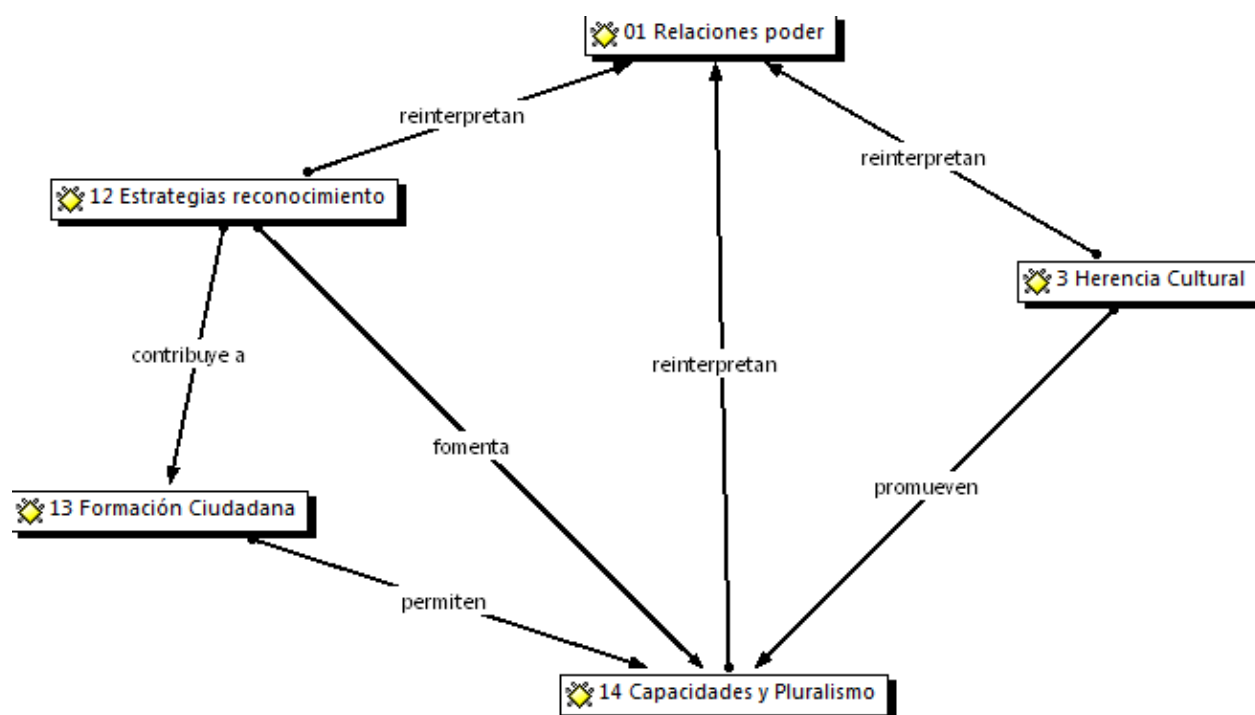 01 Relaciones poder
reinterpretan
reinterpretan
12 Estrategias reconocimiento
3 Herencia Cultural
contribuye a
reinterpretan
fomenta
promueven
13 Formación Ciudadana
permiten
14 Capacidades y Pluralismo